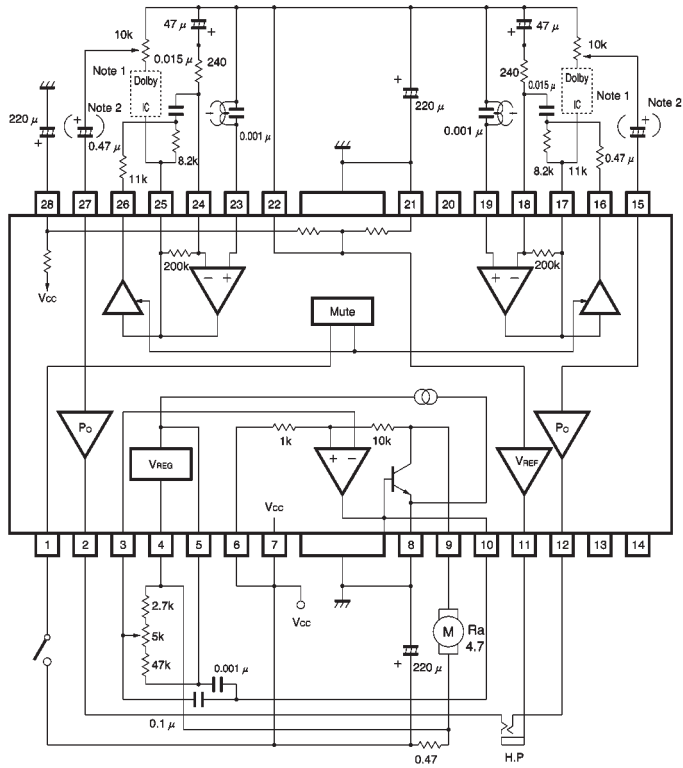 47 μ
+
47 μ
+
10k
0.015 μ
240
240
0.015 μ
10k
Note 1
Dolby
IC
Dolby
IC
Note 1
220 μ
+
Note 2
+
0.47 μ
+
220 μ
0.001 μ
0.001 μ
Note 2
+
0.47 μ
8.2k
11k
8.2k
11k
28
27
26
25
24
23
22
21
20
19
18
17
16
15
200k
− +
+ −
200k
Vcc
Mute
Po
VREG
1k
+ −
10k
VREF
Po
Vcc
1
2
3
4
5
6
7
8
9
10
11
12
13
14
2.7k
5k
47k
Vcc
M
Ra
4.7
0.001 μ
+
220 μ
0.1 μ
0.47
H.P